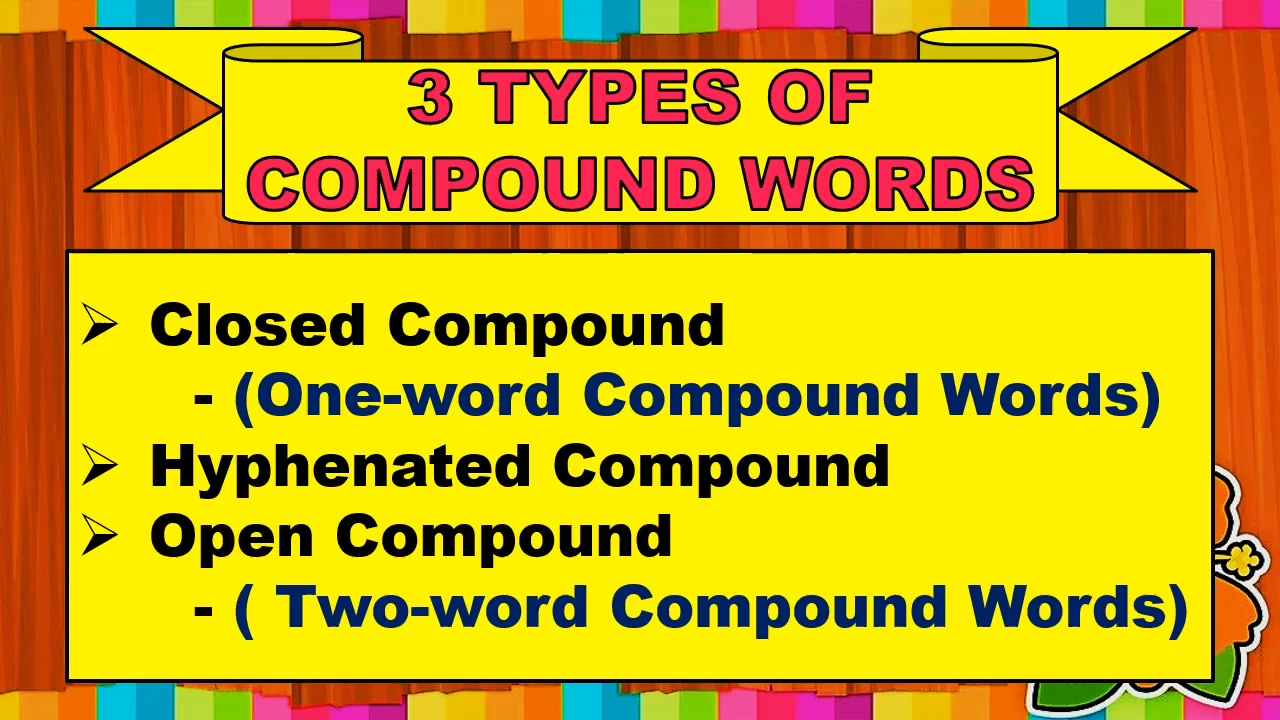 3 TYPES OF
COMPOUND WORDS
➢ Closed Compound
- (One-word Compound Words)
➢ Hyphenated Compound
➢ Open Compound
- ( Two-word Compound Words)